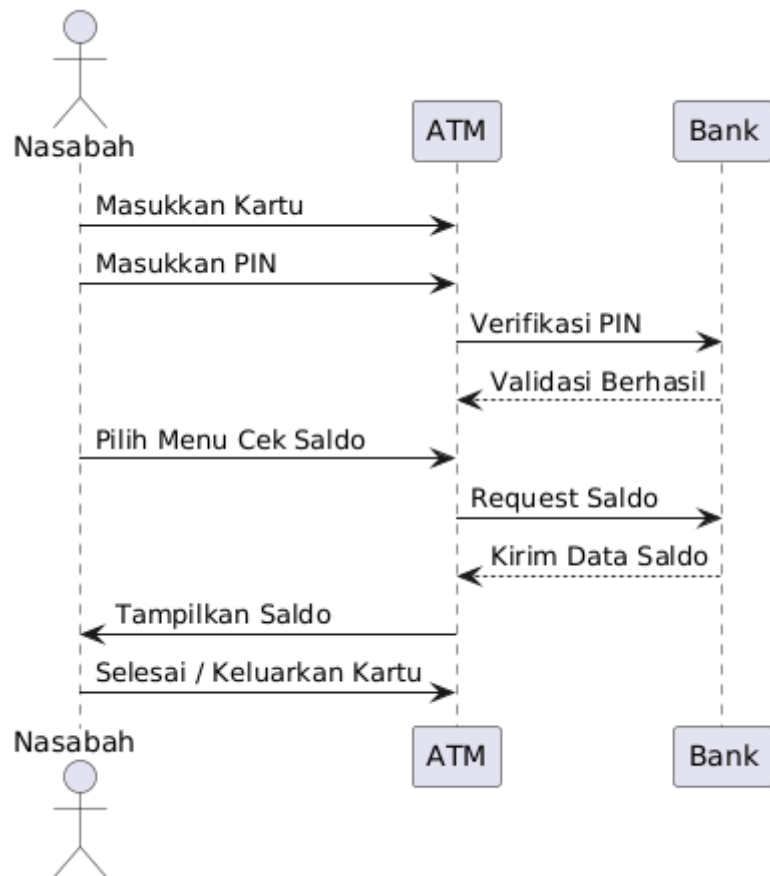 Nasabah
ATM
Bank
Masukkan Kartu
Masukkan PIN
Verifikasi PIN
Validasi Berhasil
Pilih Menu Cek Saldo
Request Saldo
Kirim Data Saldo
Tampilkan Saldo
Selesai / Keluarkan Kartu
Nasabah
ATM
Bank